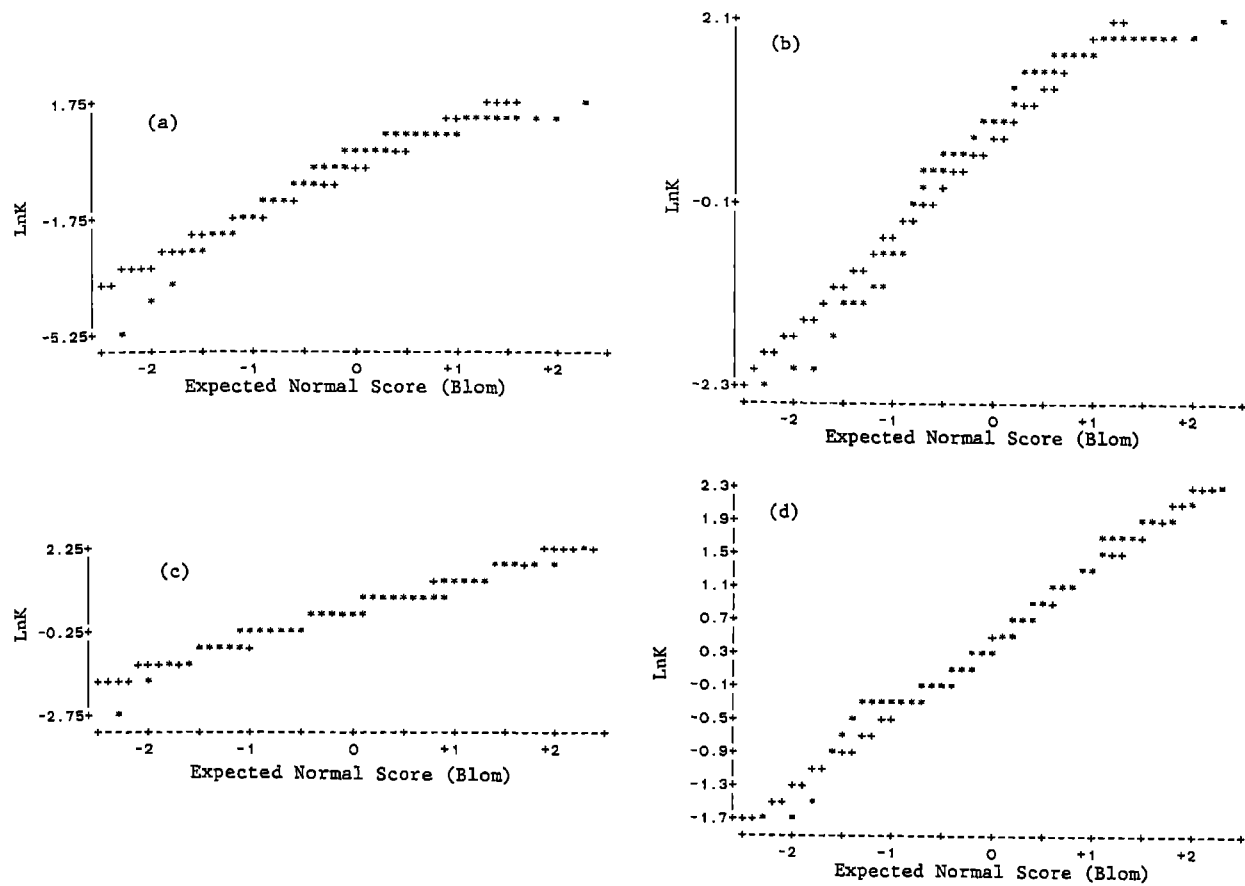 (a)
LnK
1.75
-1.75
-5.25
-2 -1 0 +1 +2
Expected Normal Score (Blom)
(b)
LnK
2.1
-0.1
-2.3
-2 -1 0 +1 +2
Expected Normal Score (Blom)
(c)
LnK
2.25
-0.25
-2.75
-2 -1 0 +1 +2
Expected Normal Score (Blom)
(d)
LnK
2.3
1.9
1.5
1.1
0.7
0.3
-0.1
-0.5
-0.9
-1.3
-1.7
-2 -1 0 +1 +2
Expected Normal Score (Blom)